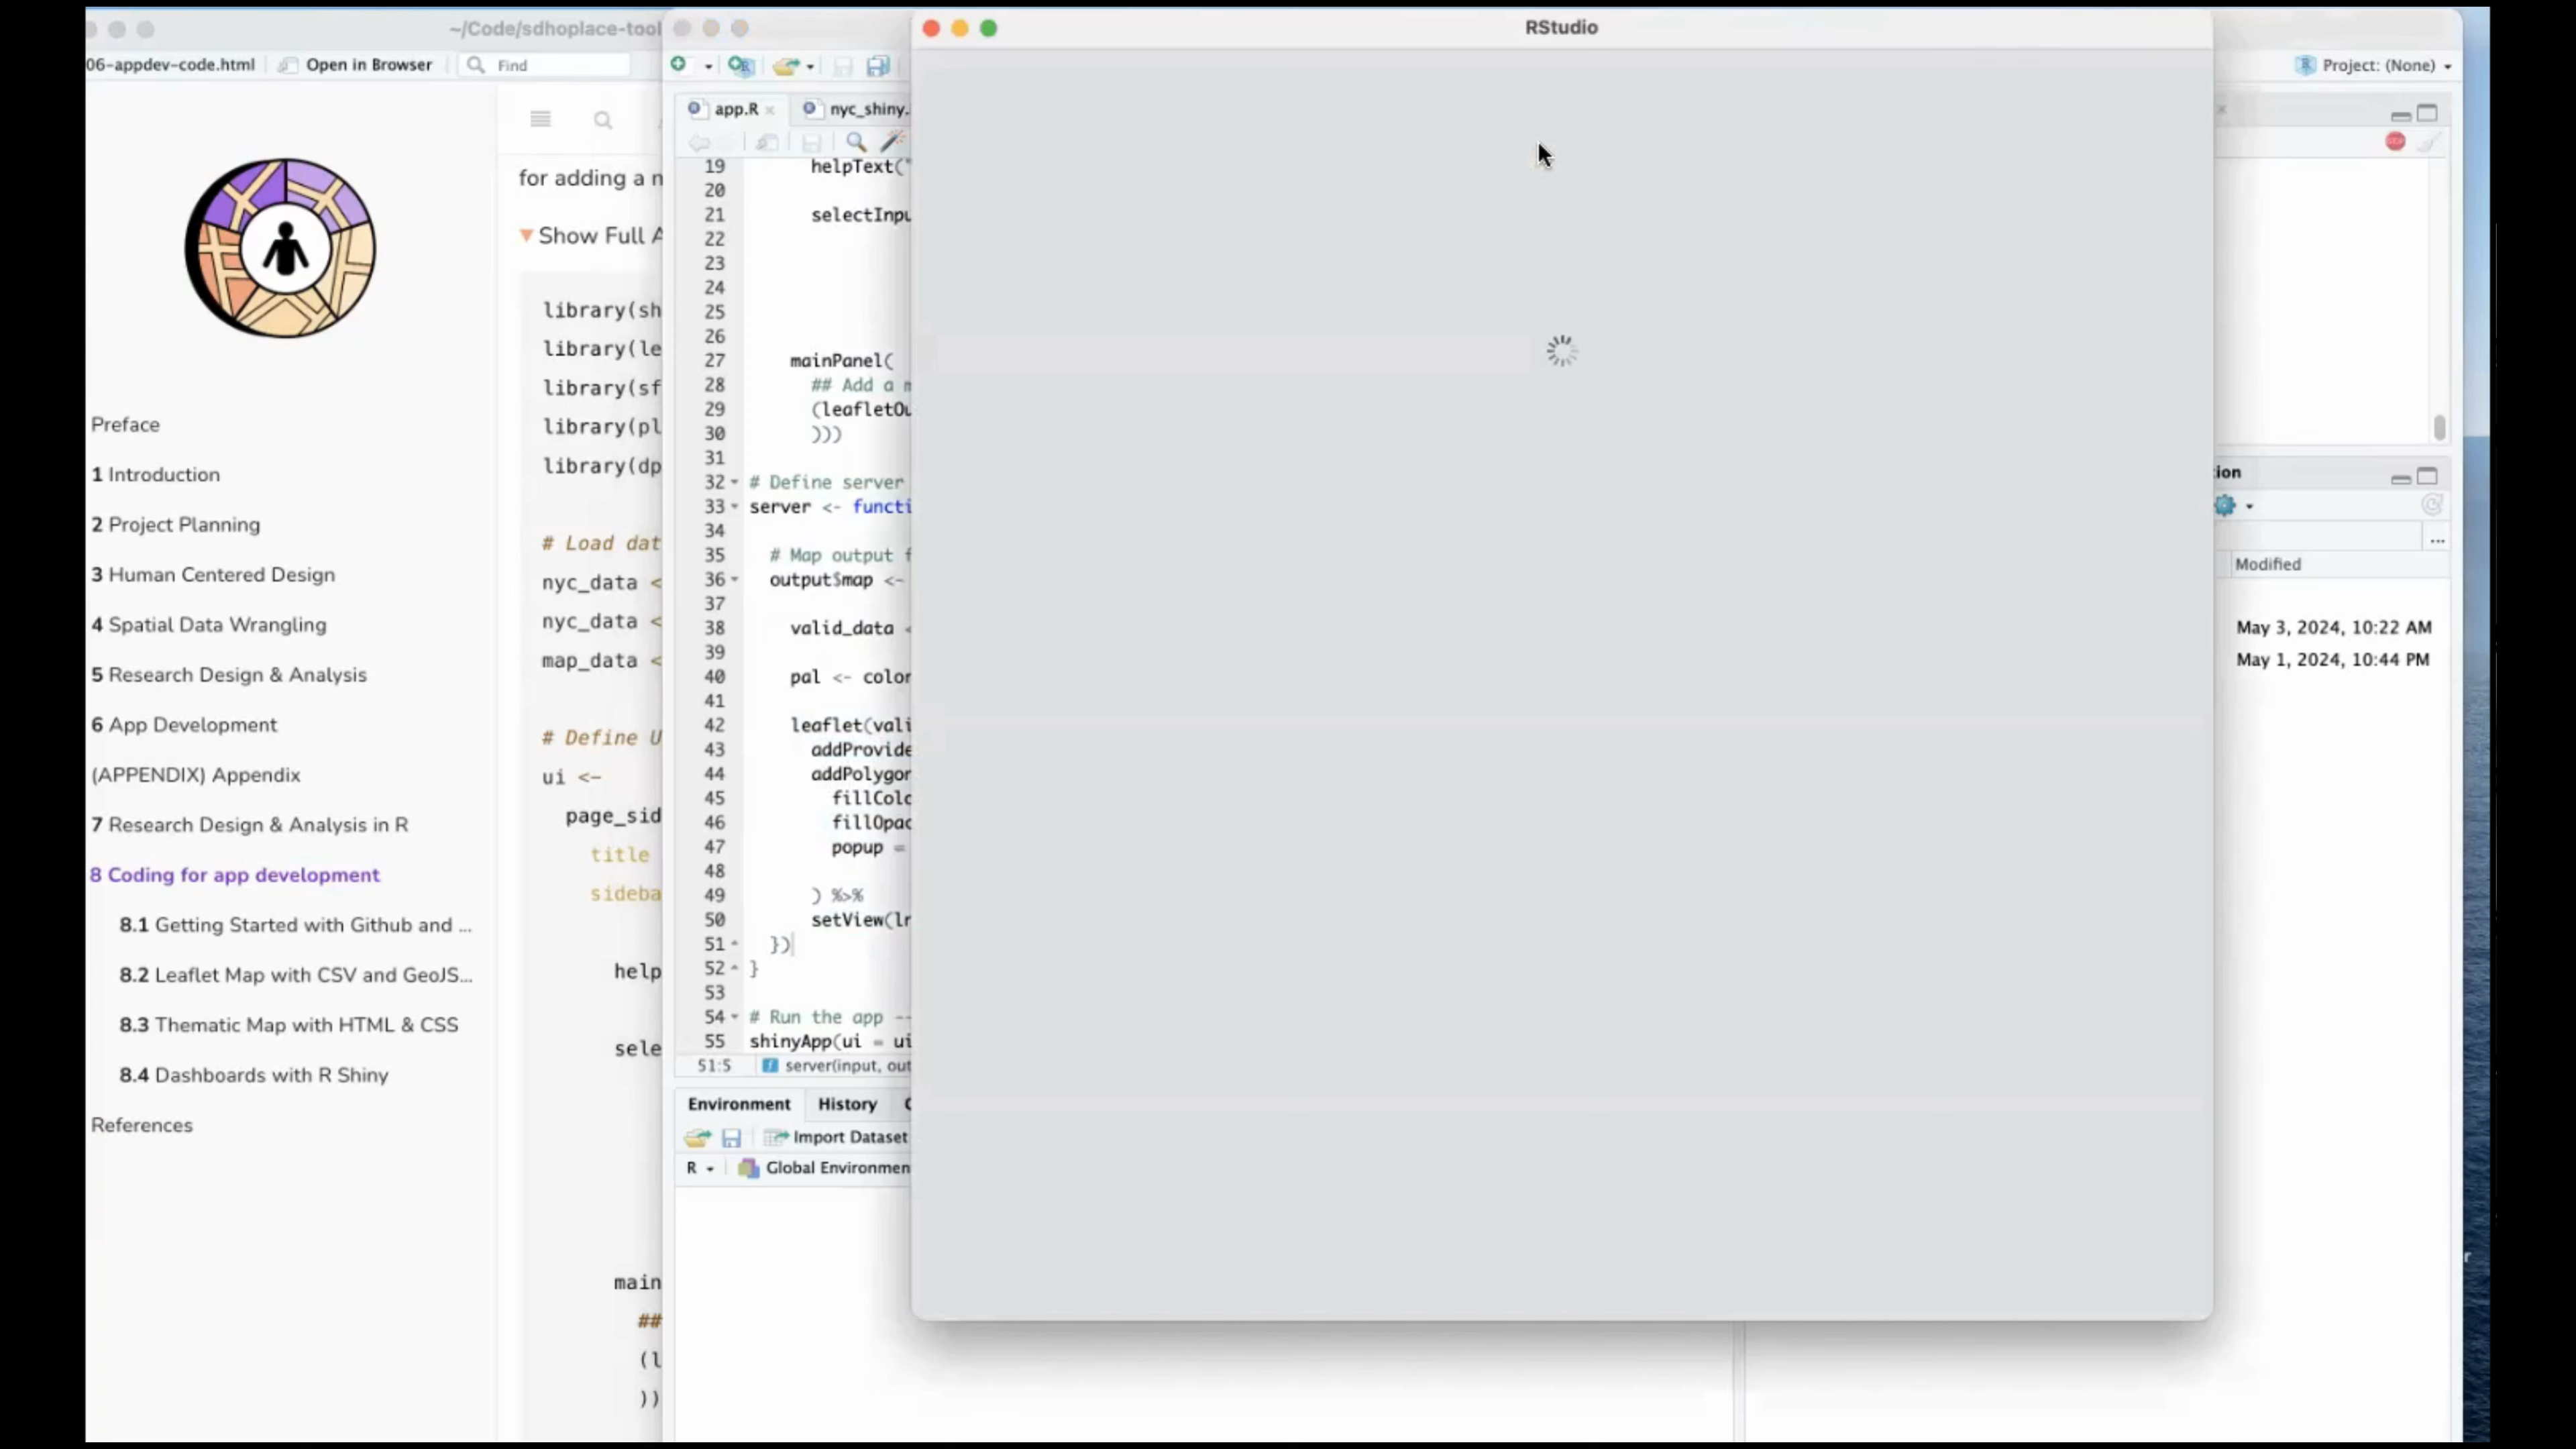 ~/Code/sdhoplace-tool
06-appdev-code.html
Open in Browser
Find
for adding a
Show Full
library(sh
library(le
library(sf
library(pl
library(dp
# Load dat
nyc_data <
nyc_data <
map_data <
# Define U
ui <-
page_sid
title
sideba
help
sele
main
##
(l
))
Preface
1 Introduction
2 Project Planning
3 Human Centered Design
4 Spatial Data Wrangling
5 Research Design & Analysis
6 App Development
(APPENDIX) Appendix
7 Research Design & Analysis in R
8 Coding for app development
8.1 Getting Started with Github and ...
8.2 Leaflet Map with CSV and GeoJS...
8.3 Thematic Map with HTML & CSS
8.4 Dashboards with R Shiny
References
app.R
nyc_shiny.
19 helpText("
20
21 selectInpu
22
23
24
25
26
27 mainPanel(
28 ## Add a m
29 (leafletOu
30 )))
31
32 # Define server
33 server <- functi
34
35 # Map output f
36 output$map <-
37
38 valid_data <
39
40 pal <- color
41
42 leaflet(vali
43 addProvide
44 addPolygon
45 fillColo
46 fillOpac
47 popup =
48
49 ) %>%
50 setView(ln
51 })
52 }
53
54 # Run the app --
55 shinyApp(ui = ui
51:5
server(input, out
Environment
History
Import Dataset
R
Global Environmen
RStudio
Project: (None)
STOP
ion
...
Modified
May 3, 2024, 10:22 AM
May 1, 2024, 10:44 PM
r